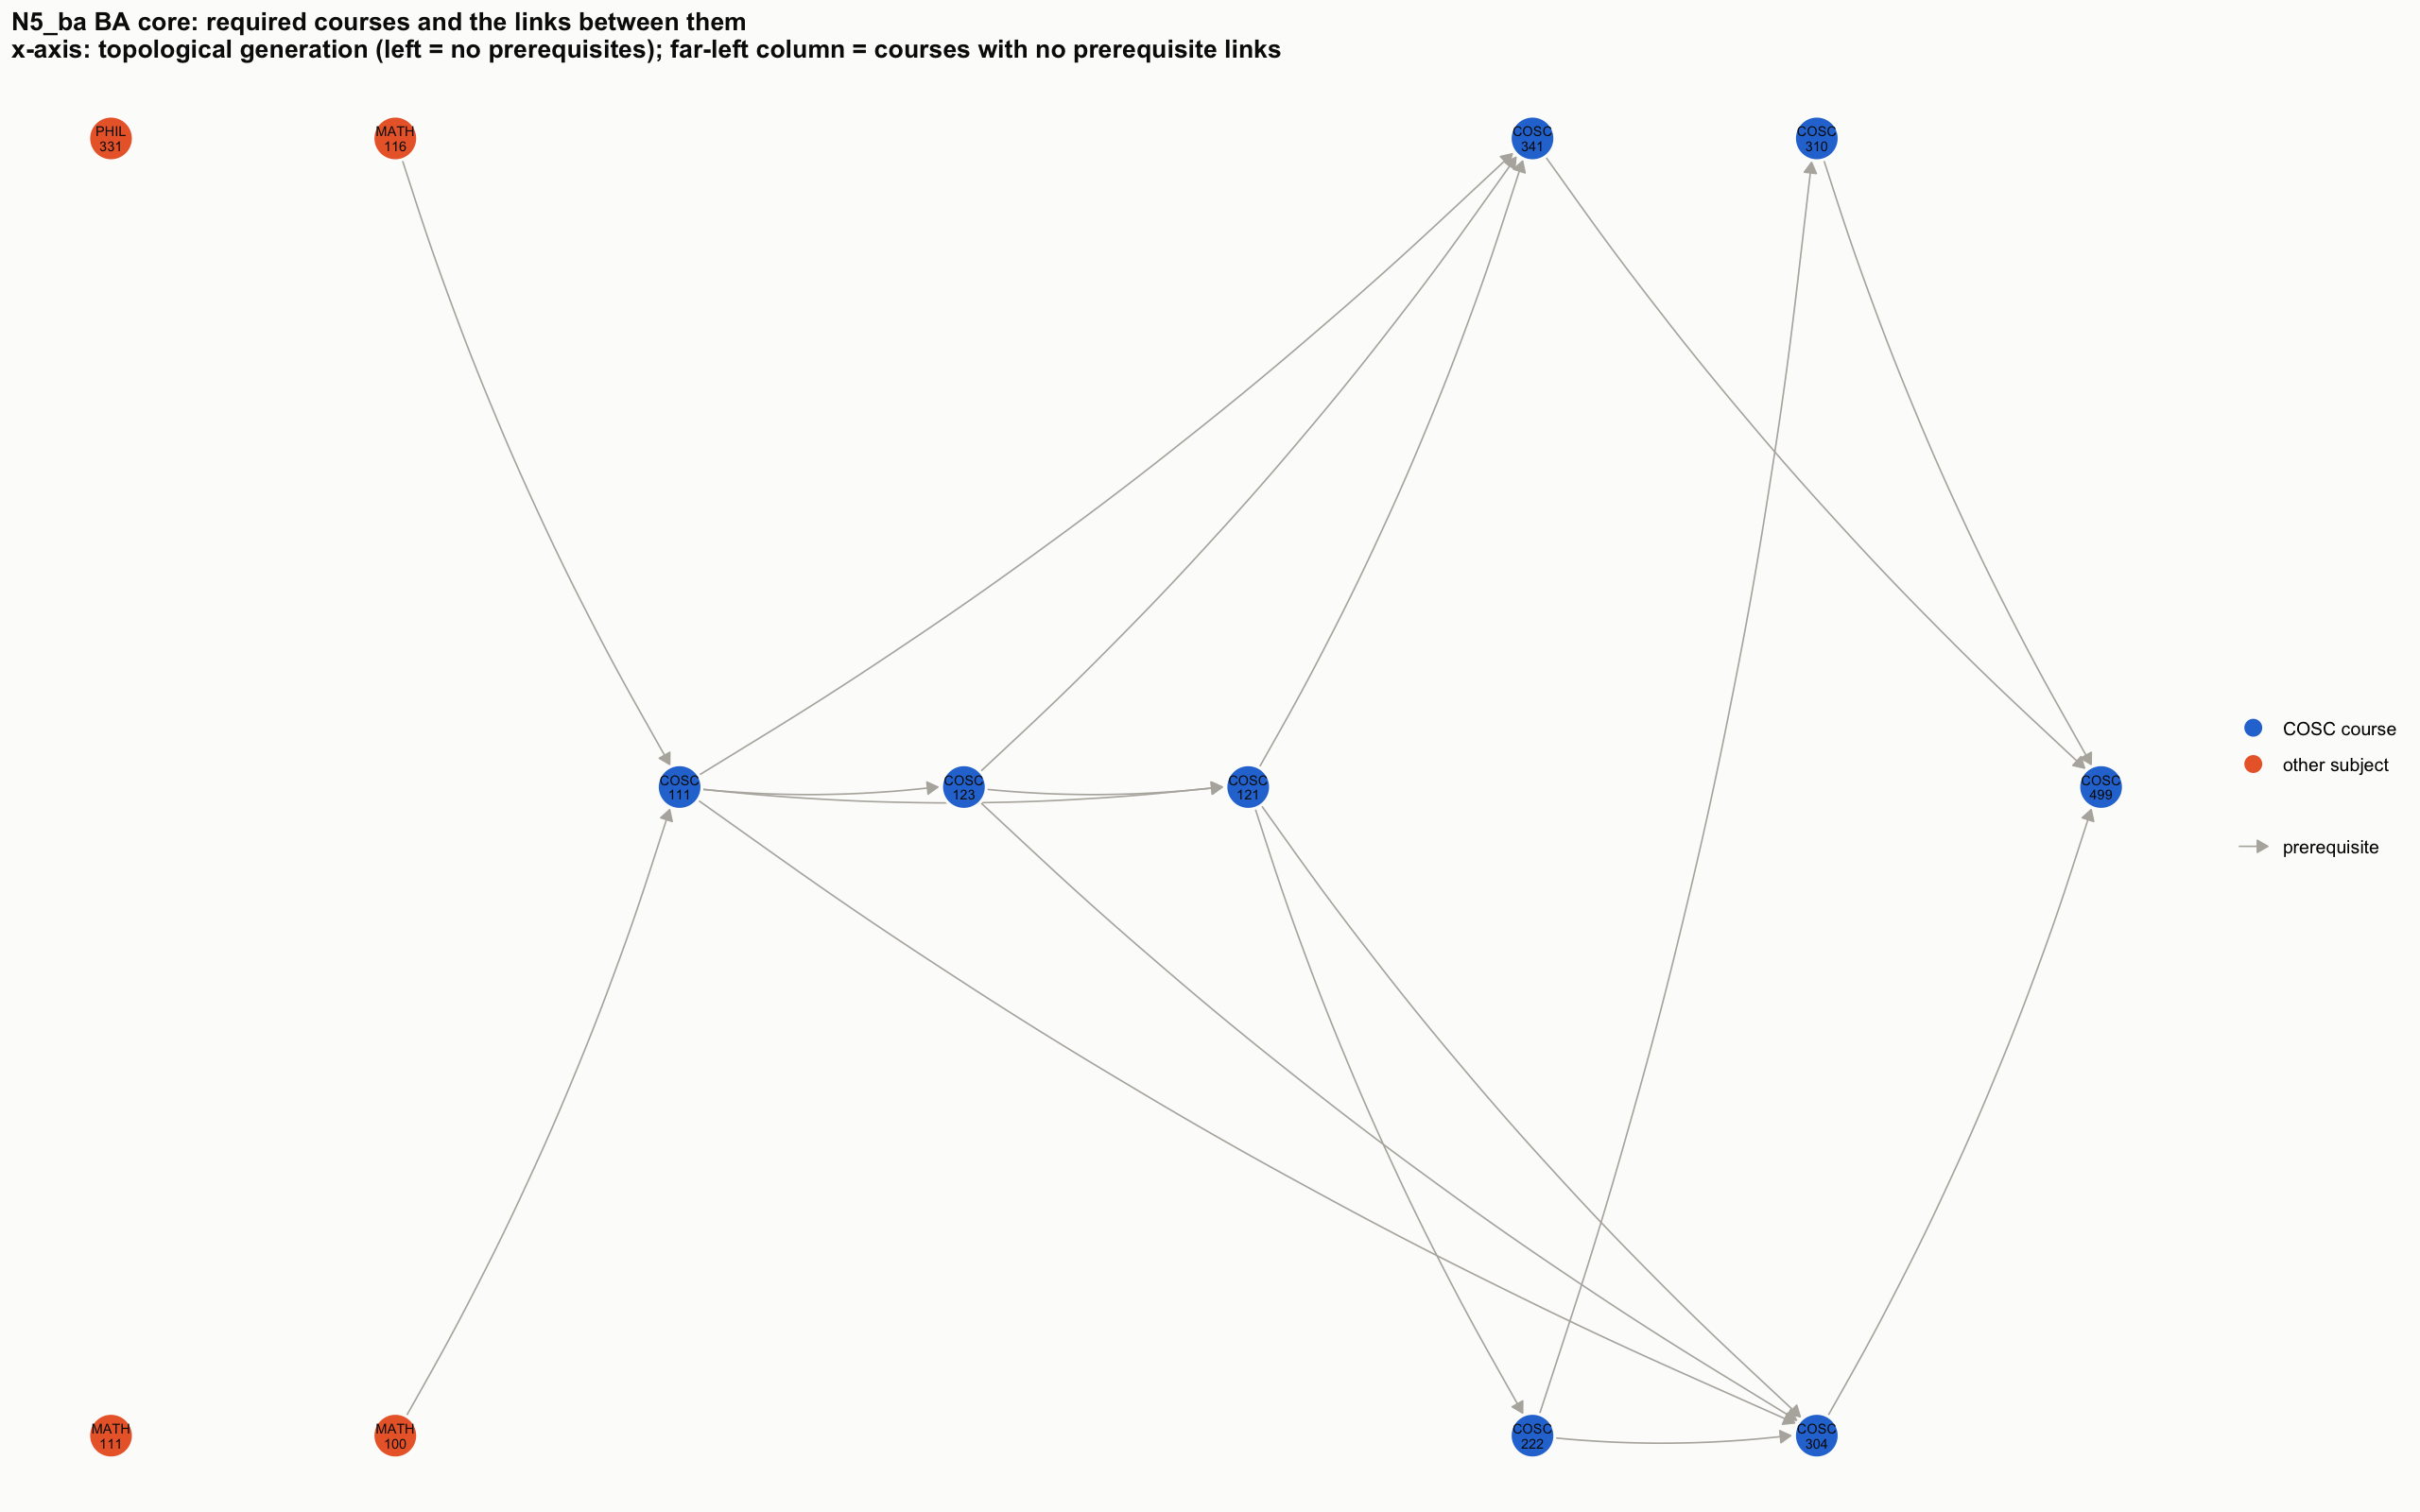 N5_ba BA core: required courses and the links between them
x-axis: topological generation (left = no prerequisites); far-left column = courses with no prerequisite links
PHIL
331
MATH
116
COSC
341
COSC
310
COSC
111
COSC
123
COSC
121
COSC
499
COSC course
other subject
prerequisite
MATH
111
MATH
100
COSC
222
COSC
304